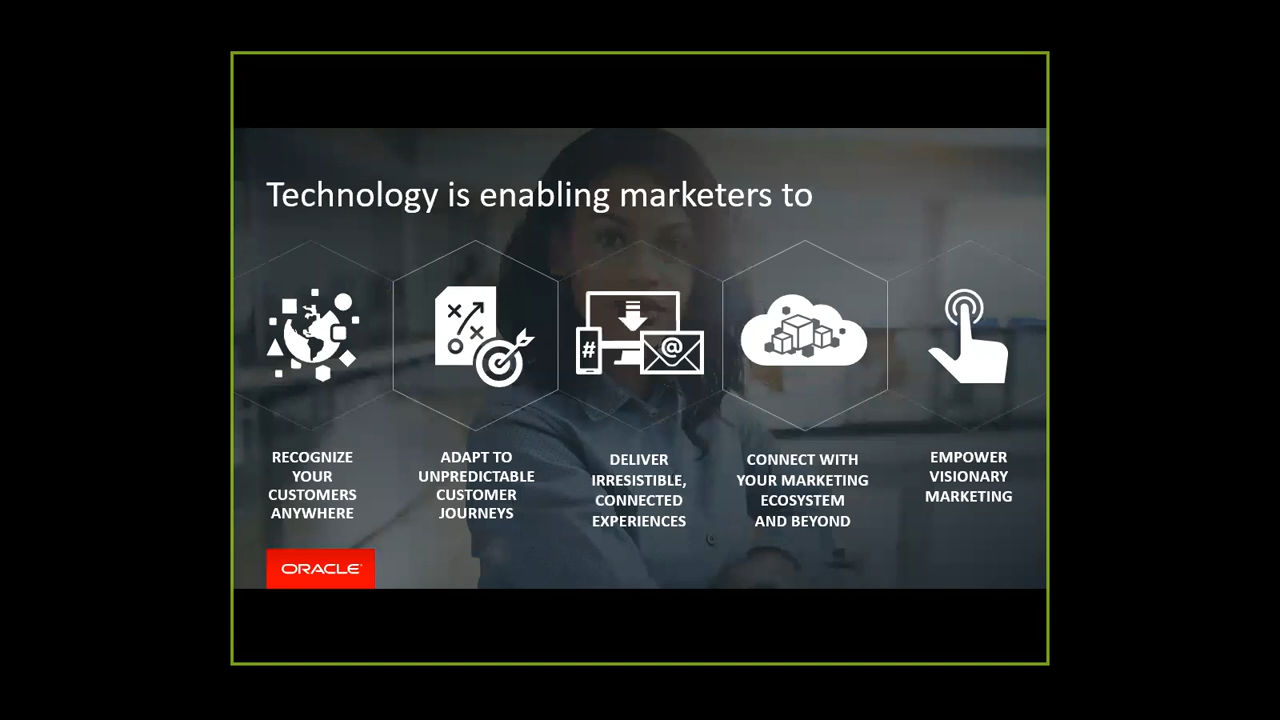 Technology is enabling marketers to
#
@
RECOGNIZE
YOUR
CUSTOMERS
ANYWHERE
ADAPT TO
UNPREDICTABLE
CUSTOMER
JOURNEYS
DELIVER
IRRESISTIBLE,
CONNECTED
EXPERIENCES
CONNECT WITH
YOUR MARKETING
ECOSYSTEM
AND BEYOND
EMPOWER
VISIONARY
MARKETING
ORACLE